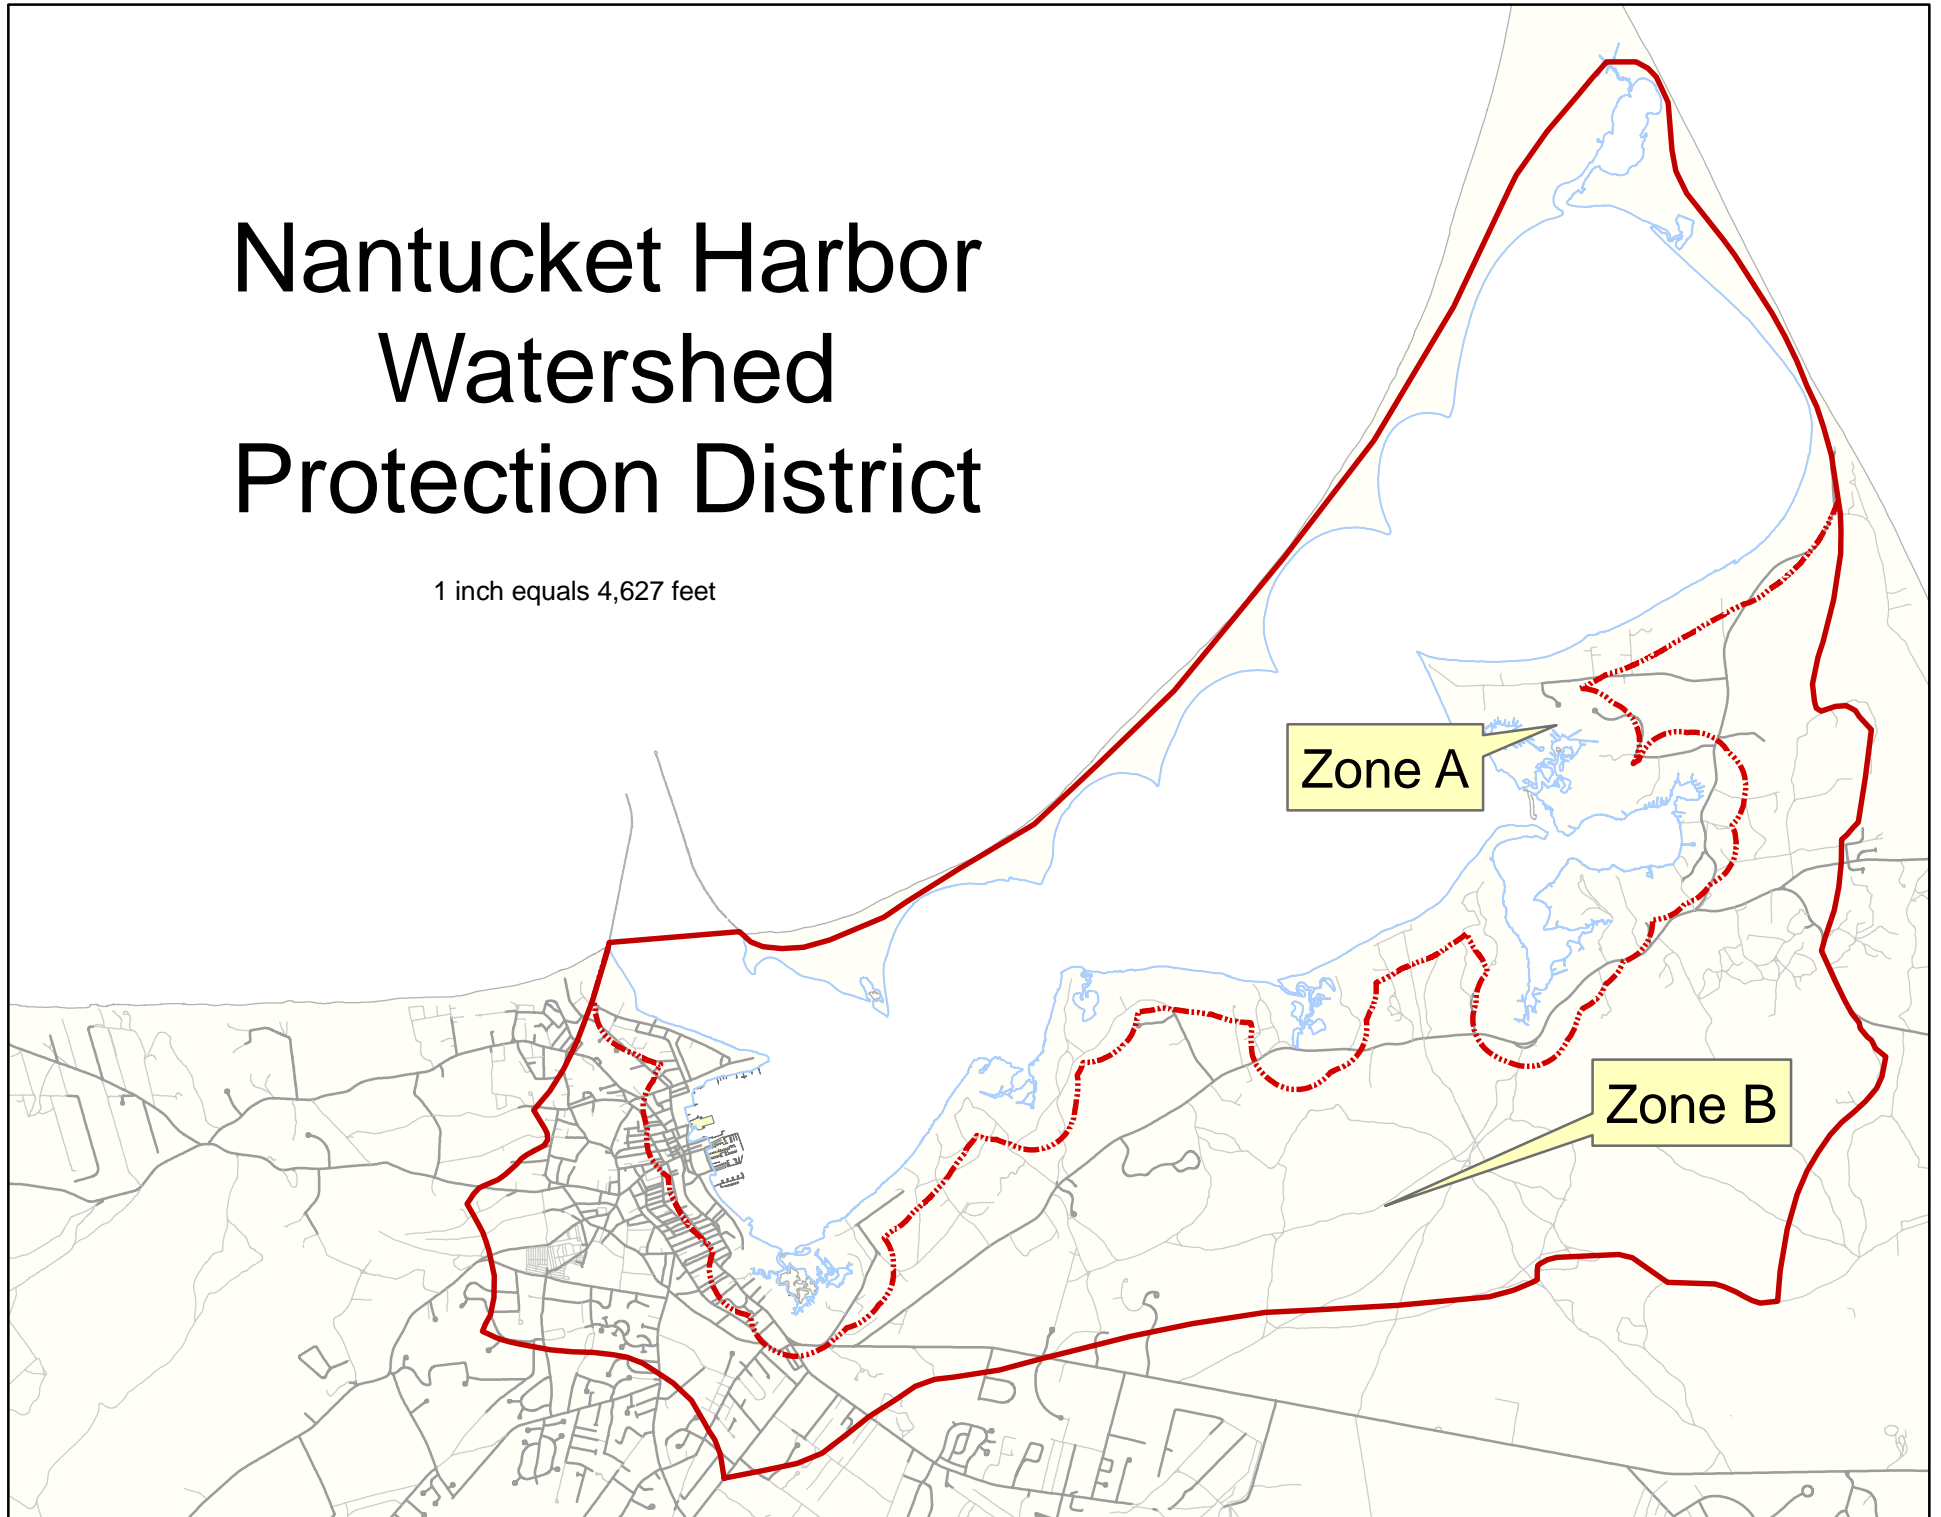 Nantucket Harbor
Watershed
Protection District
1 inch equals 4,627 feet
Zone A
Zone B